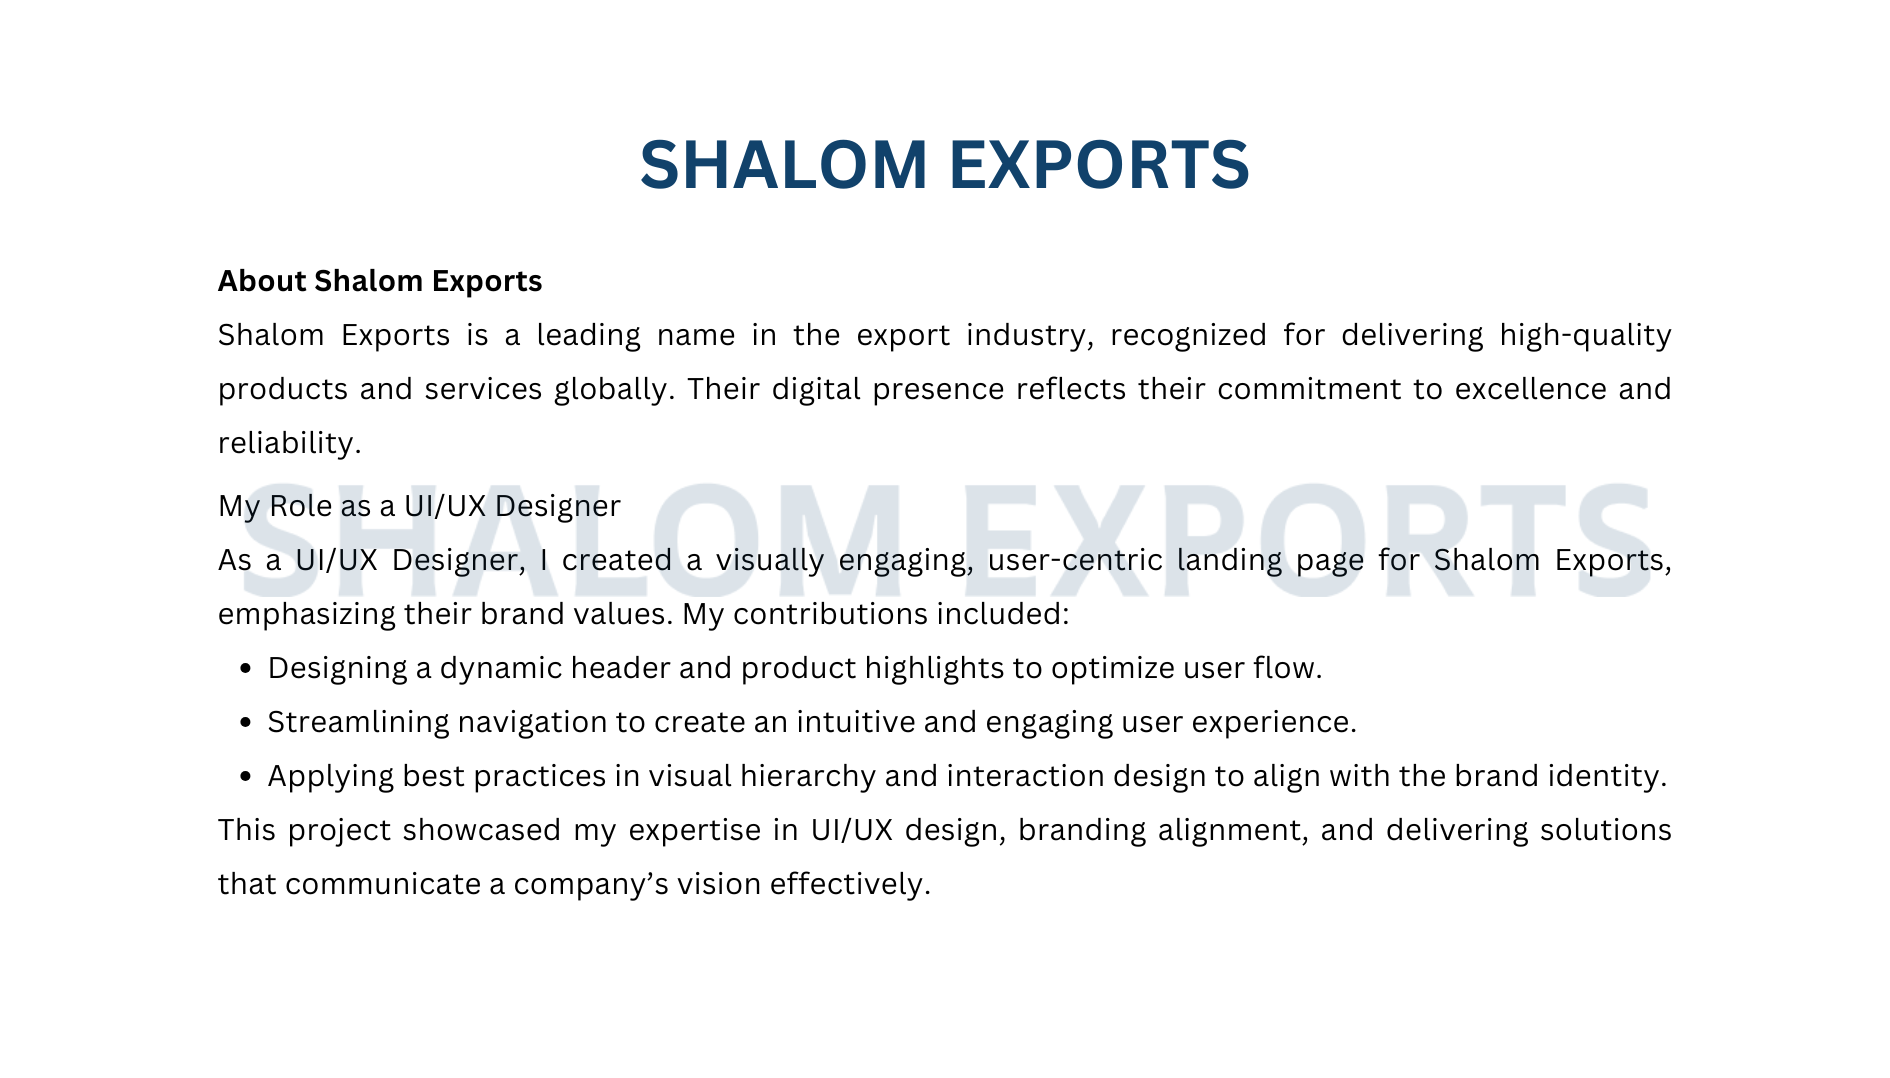 SHALOM EXPORTS
About Shalom Exports
Shalom Exports is a leading name in the export industry, recognized for delivering high-quality
products and services globally. Their digital presence reflects their commitment to excellence and
reliability.
SHALOM EXPORTS
My Role as a UI/UX Designer
As a UI/UX Designer, I created a visually engaging, user-centric landing page for Shalom Exports,
emphasizing their brand values. My contributions included:
• Designing a dynamic header and product highlights to optimize user flow.
• Streamlining navigation to create an intuitive and engaging user experience.
• Applying best practices in visual hierarchy and interaction design to align with the brand identity.
This project showcased my expertise in UI/UX design, branding alignment, and delivering solutions
that communicate a company’s vision effectively.